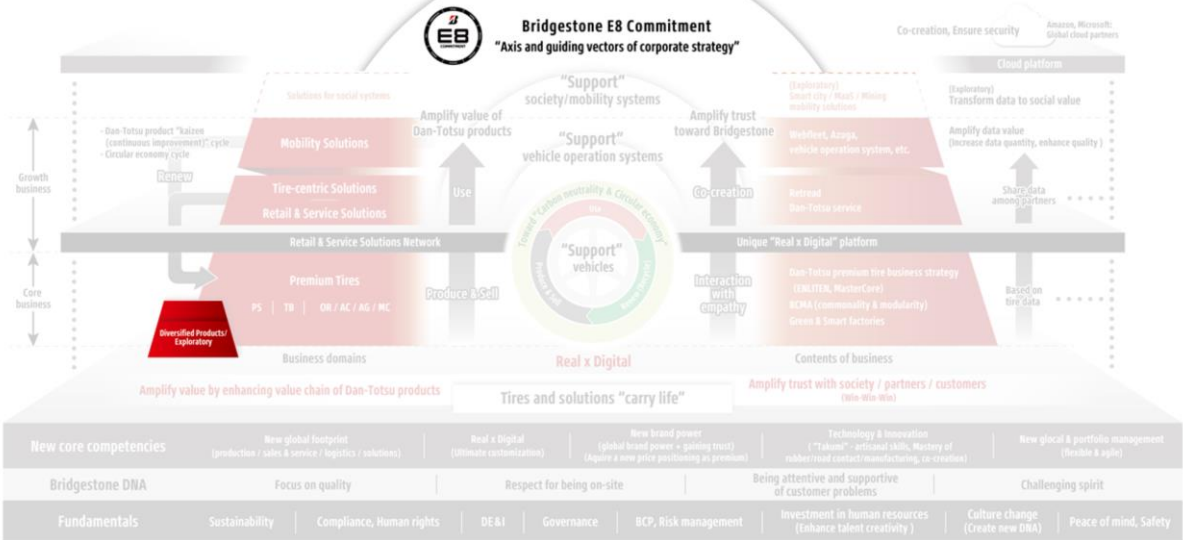 E8
COMMITMENT
Bridgestone E8 Commitment
"Axis and guiding vectors of corporate strategy"
Co-creation, Ensure security
Amazon, Microsoft:
Global cloud partners
Cloud platform
"Support"
society/mobility systems
Solutions for social systems
(Exploratory)
Smart city / MaaS / Mining
mobility solutions
(Exploratory)
Transform data to social value
Amplify value of
Dan-Totsu products
Amplify trust
toward Bridgestone
- Dan-Totsu product "kaizen
(continuous improvement)" cycle
- Circular economy cycle
Mobility Solutions
"Support"
vehicle operation systems
Webfleet, Azuga,
vehicle operation system, etc.
Amplify data value
(Increase data quantity, enhance quality )
Growth
business
Renew
Tire-centric Solutions
Retail & Service Solutions
Use
Co-creation
Retread
Dan-Totsu service
Share data
among partners
Toward "Carbon neutrality & Circular economy"
Use
Produce & Sell
Renew (Recycle)
Retail & Service Solutions Network
Unique "Real x Digital" platform
"Support"
vehicles
Core
business
Premium Tires
PS | TB | OR / AC / AG / MC
Produce & Sell
Interaction
with
empathy
Dan-Totsu premium tire business strategy
(ENLITEN, MasterCore)
BCMA (commonality & modularity)
Green & Smart factories
Based on
tire data
Diversified Products/
Exploratory
Business domains
Real x Digital
Contents of business
Amplify value by enhancing value chain of Dan-Totsu products
Tires and solutions "carry life"
Amplify trust with society / partners / customers
(Win-Win-Win)
New core competencies
New global footprint
(production / sales & service / logistics / solutions)
Real x Digital
(Ultimate customization)
New brand power
(global brand power = gaining trust)
(Aquire a new price positioning as premium)
Technology & Innovation
( "Takumi" - artisanal skills, Mastery of
rubber/road contact/manufacturing, co-creation)
New glocal & portfolio management
(flexible & agile)
Bridgestone DNA
Focus on quality
Respect for being on-site
Being attentive and supportive
of customer problems
Challenging spirit
Fundamentals
Sustainability
Compliance, Human rights
DE&I
Governance
BCP, Risk management
Investment in human resources
(Enhance talent creativity )
Culture change
(Create new DNA)
Peace of mind, Safety